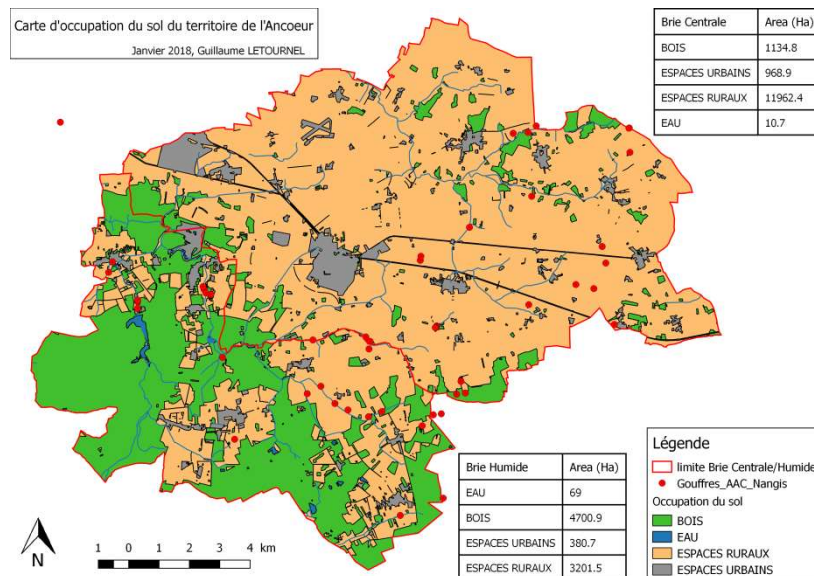 Carte d'occupation du sol du territoire de l'Ancoeur
Janvier 2018, Guillaume LETOURNEL
Brie Centrale Area (Ha)
BOIS 1134.8
ESPACES URBAINS 968.9
ESPACES RURAUX 11962.4
EAU 10.7
Brie Humide Area (Ha)
EAU 69
BOIS 4700.9
ESPACES URBAINS 380.7
ESPACES RURAUX 3201.5
Légende
limite Brie Centrale/Humide
Gouffres_AAC_Nangis
Occupation du sol
BOIS
EAU
ESPACES RURAUX
ESPACES URBAINS
N
1 0 1 2 3 4 km